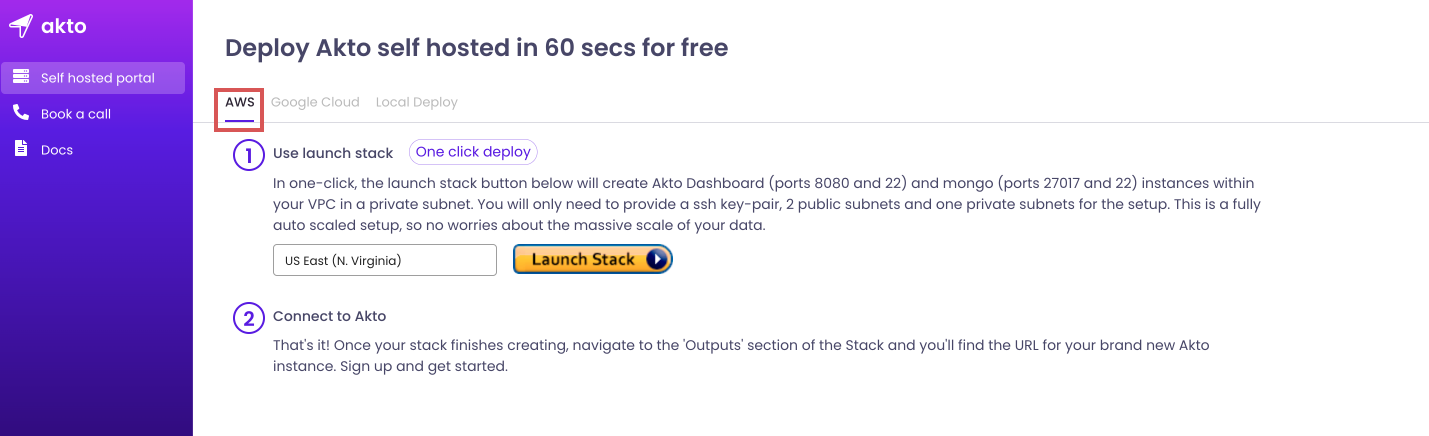 akto
Self hosted portal
Book a call
Docs
Deploy Akto self hosted in 60 secs for free
AWS Google Cloud Local Deploy
1 Use launch stack One click deploy
In one-click, the launch stack button below will create Akto Dashboard (ports 8080 and 22) and mongo (ports 27017 and 22) instances within
your VPC in a private subnet. You will only need to provide a ssh key-pair, 2 public subnets and one private subnets for the setup. This is a fully
auto scaled setup, so no worries about the massive scale of your data.
US East (N. Virginia) Launch Stack
2 Connect to Akto
That's it! Once your stack finishes creating, navigate to the 'Outputs' section of the Stack and you'll find the URL for your brand new Akto
instance. Sign up and get started.